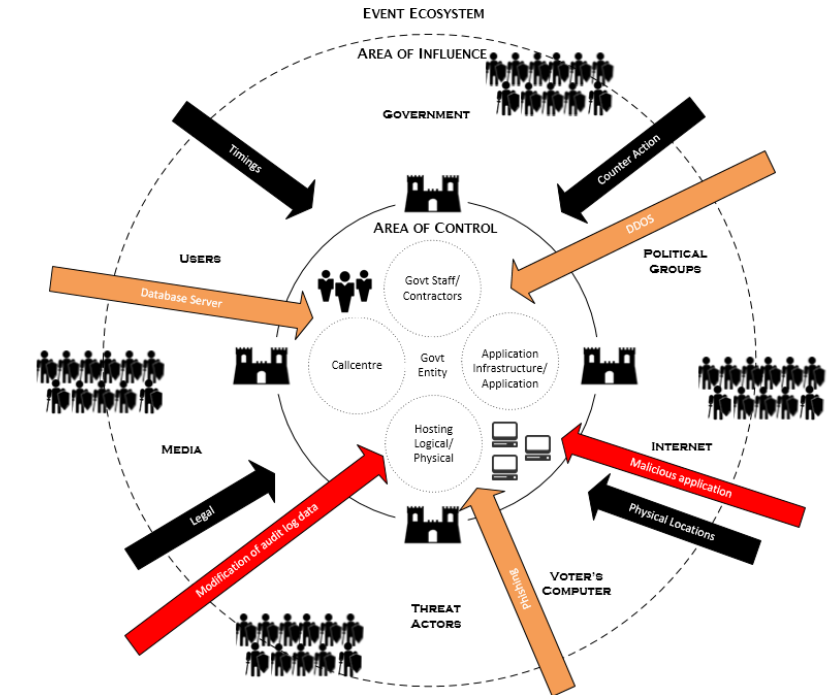 EVENT ECOSYSTEM
AREA OF INFLUENCE
GOVERNMENT
Timings
Counter Action
DDOS
AREA OF CONTROL
USERS
POLITICAL
GROUPS
Database Server
Govt Staff/
Contractors
Callcentre
Govt
Entity
Application
Infrastructure/
Application
Hosting
Logical/
Physical
MEDIA
INTERNET
Malicious application
Physical Locations
Legal
Modification of audit log data
Phishing
VOTER'S
COMPUTER
THREAT
ACTORS